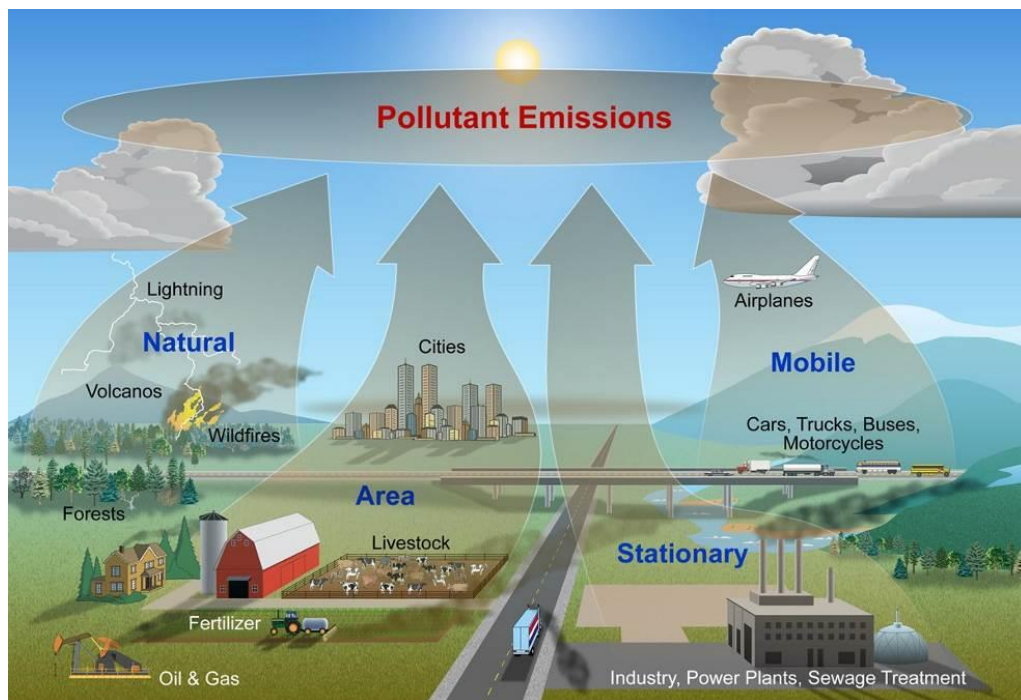 Pollutant Emissions
Lightning
Natural
Volcanos
Wildfires
Forests
Cities
Area
Livestock
Fertilizer
Oil & Gas
Airplanes
Mobile
Cars, Trucks, Buses,
Motorcycles
Stationary
Industry, Power Plants, Sewage Treatment